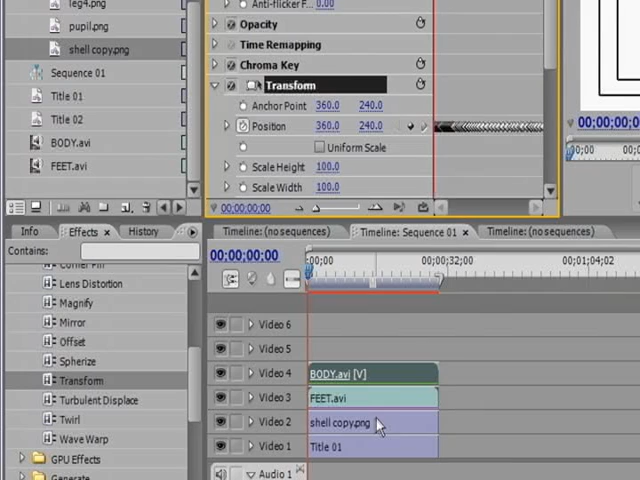 leg4.png
pupil.png
shell copy.png
Sequence 01
Title 01
Title 02
BODY.avi
FEET.avi
Anti-flicker F... 0.00
Opacity
Time Remapping
Chroma Key
Transform
Anchor Point 360.0 240.0
Position 360.0 240.0
Uniform Scale
Scale Height 100.0
Scale Width 100.0
00;00;00;00
00;00;00;00
Info Effects × History
Contains:
Corner Pin
Lens Distortion
Magnify
Mirror
Offset
Spherize
Transform
Turbulent Displace
Twirl
Wave Warp
GPU Effects
Generate
Timeline: (no sequences) Timeline: Sequence 01 × Timeline: (no sequences)
00;00;00;00
;00;00 00;00;32;00 00;01;04;02
Video 6
Video 5
Video 4 BODY.avi [V]
Video 3 FEET.avi
Video 2 shell copy.png
Video 1 Title 01
Audio 1